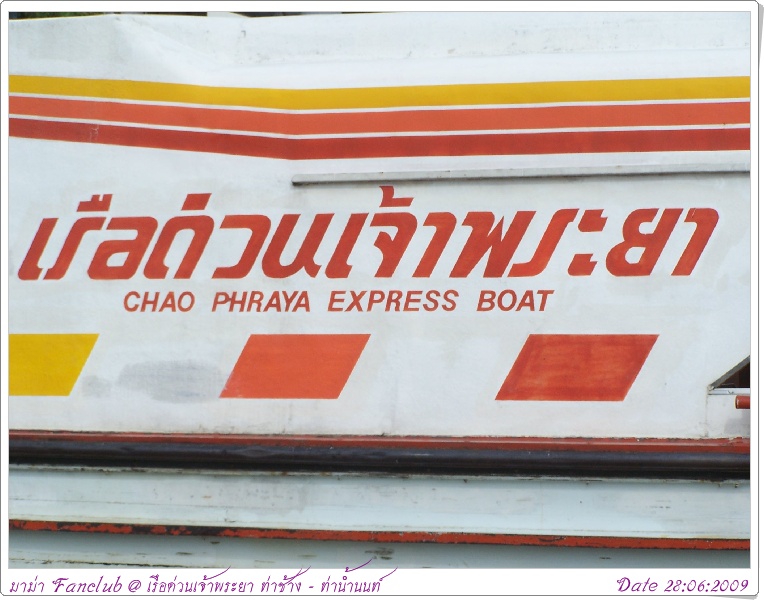 เรือด่วนเจ้าพระยา
CHAO PHRAYA EXPRESS BOAT
มาม่า Fanclub @ เรือด่วนเจ้าพระยา ท่าช้าง - ท่าน้ำนนท์ Date 28:06:2009